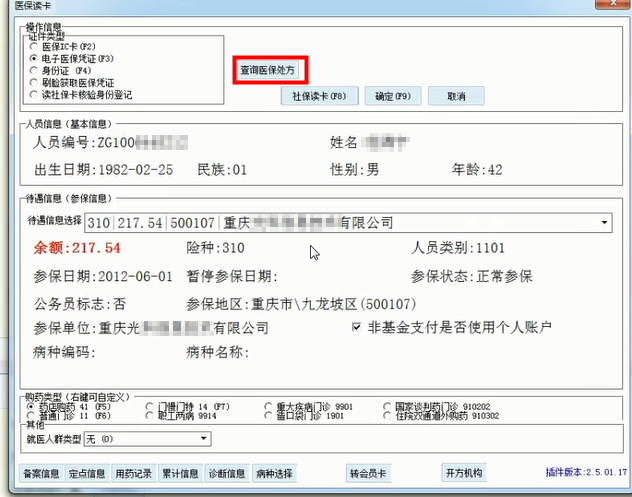 医保读卡
操作信息
证件类型
医保IC卡(F2)
电子医保凭证(F3)
身份证 (F4)
刷脸获取医保凭证
读社保卡核验身份登记
查询医保处方
社保读卡(F8) 确定(F9) 取消
人员信息(基本信息)
人员编号:ZG100 姓名:
出生日期:1982-02-25 民族:01 性别:男 年龄:42
待遇信息(参保信息)
待遇信息选择 310|217.54|500107|重庆 有限公司
余额:217.54 险种:310 人员类别:1101
参保日期:2012-06-01 暂停参保日期: 参保状态:正常参保
公务员标志:否 参保地区:重庆市\九龙坡区(500107)
参保单位:重庆光 有限公司 非基金支付是否使用个人账户
病种编码: 病种名称:
购药类型(右键可自定义)
药店购药 41 (F5) 门慢门特 14 (F7) 重大疾病门诊 9901 国家谈判药门诊 910202
普通门诊 11 (F6) 职工两病 9914 盖口袋门诊 1901 住院双通道外购药 910302
其他
就医人群类型 无 (0)
备案信息 定点信息 用药记录 累计信息 诊断信息 病种选择 转会员卡 开方机构 插件版本:2.5.01.17